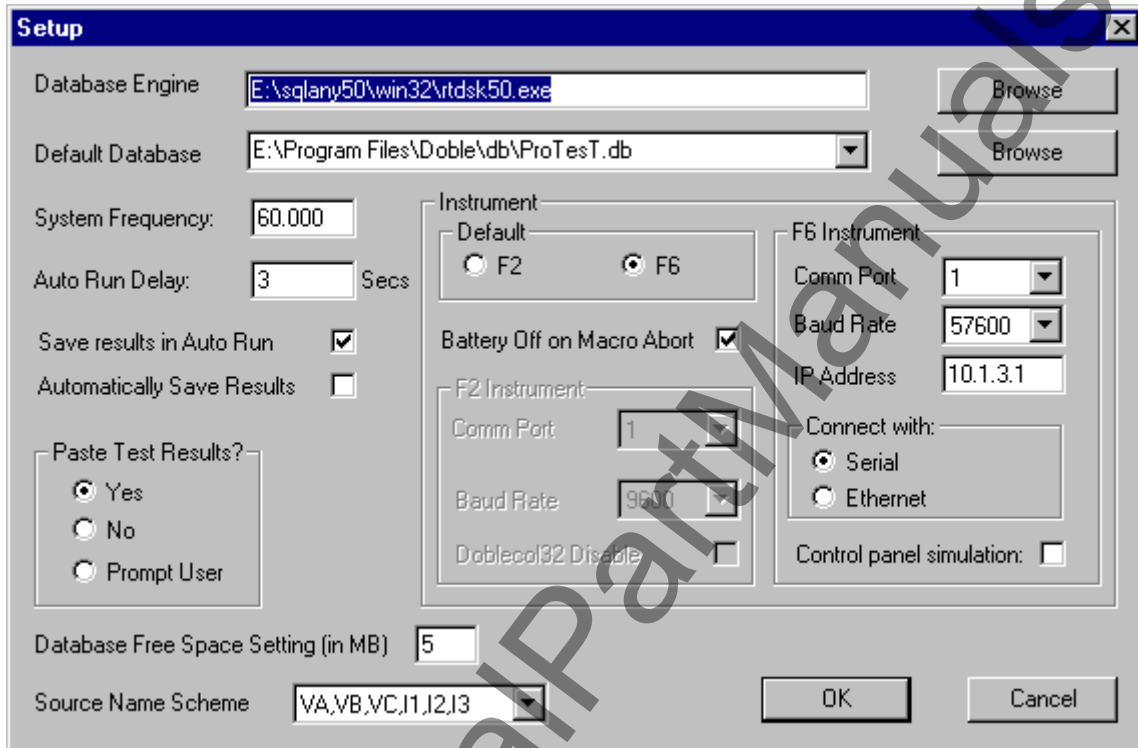 Setup
Database Engine E:\sqlany50\win32\rtdsk50.exe Browse
Default Database E:\Program Files\Doble\db\ProTesT.db Browse
System Frequency: 60.000
Auto Run Delay: 3 Secs
Save results in Auto Run
Automatically Save Results
Paste Test Results?
Yes
No
Prompt User
Instrument
Default
F2 F6
Battery Off on Macro Abort
F2 Instrument
Comm Port 1
Baud Rate 9600
Doblecol32 Disable
F6 Instrument
Comm Port 1
Baud Rate 57600
IP Address 10.1.3.1
Connect with:
Serial
Ethernet
Control panel simulation:
Database Free Space Setting (in MB) 5
Source Name Scheme VA,VB,VC,I1,I2,I3
OK Cancel